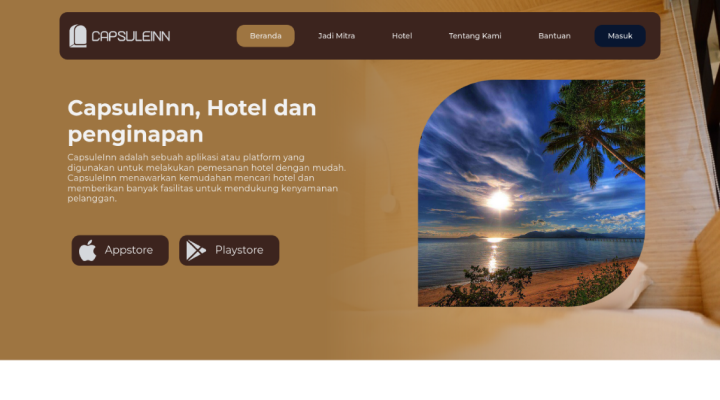 CAPSULEINN
Beranda
Jadi Mitra
Hotel
Tentang Kami
Bantuan
Masuk
CapsuleInn, Hotel dan
penginapan
CapsuleInn adalah sebuah aplikasi atau platform yang
digunakan untuk melakukan pemesanan hotel dengan mudah.
CapsuleInn menawarkan kemudahan mencari hotel dan
memberikan banyak fasilitas untuk mendukung kenyamanan
pelanggan.
Appstore
Playstore